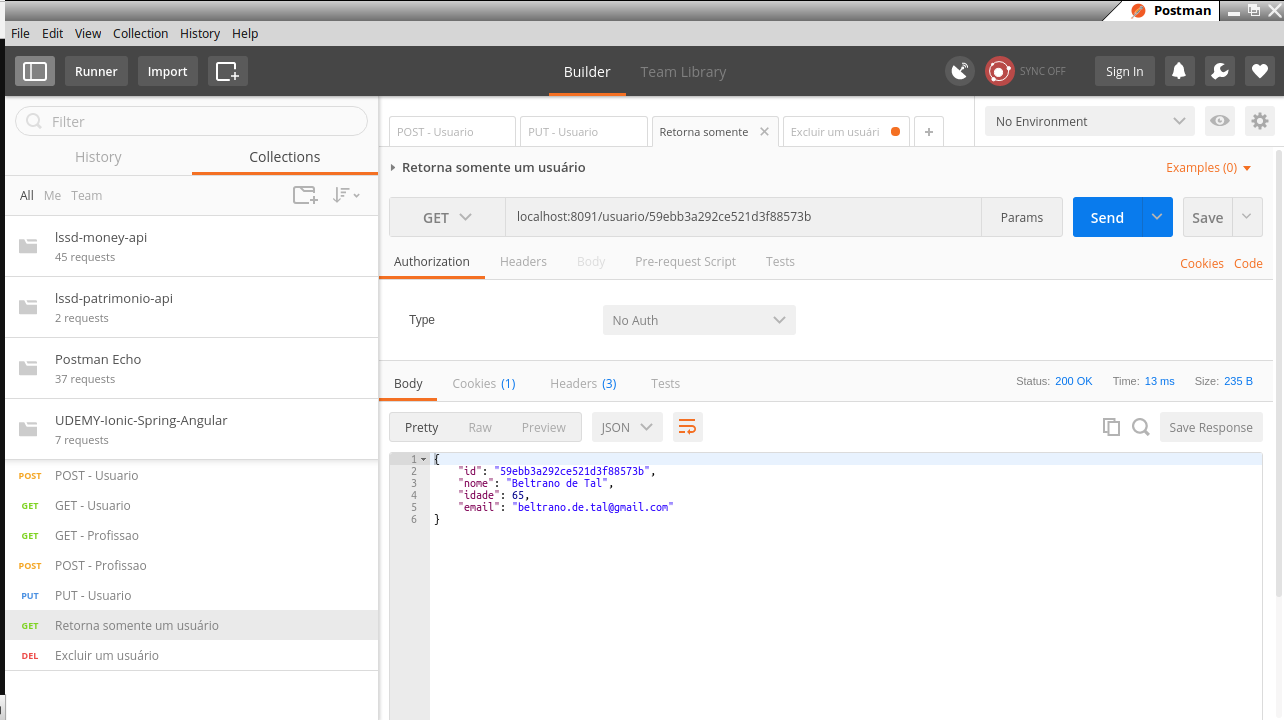 Postman
File Edit View Collection History Help
Runner Import Builder Team Library SYNC OFF Sign In
Filter
History Collections
All Me Team
lssd-money-api
45 requests
lssd-patrimonio-api
2 requests
Postman Echo
37 requests
UDEMY-Ionic-Spring-Angular
7 requests
POST POST - Usuario
GET GET - Usuario
GET GET - Profissao
POST POST - Profissao
PUT PUT - Usuario
GET Retorna somente um usuário
DEL Excluir um usuário
POST - Usuario PUT - Usuario Retorna somente Excluir um usuári No Environment
Retorna somente um usuário Examples (0)
GET localhost:8091/usuario/59ebb3a292ce521d3f88573b Params Send Save
Authorization Headers Body Pre-request Script Tests Cookies Code
Type No Auth
Body Cookies (1) Headers (3) Tests Status: 200 OK Time: 13 ms Size: 235 B
Pretty Raw Preview JSON Save Response
1 {
2 "id": "59ebb3a292ce521d3f88573b",
3 "nome": "Beltrano de Tal",
4 "idade": 65,
5 "email": "beltrano.de.tal@gmail.com"
6 }